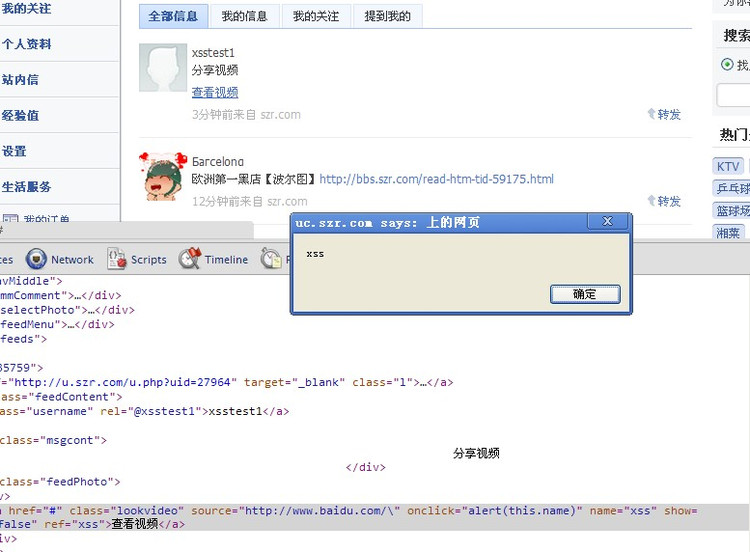 我的关注
个人资料
站内信
经验值
设置
生活服务
我的订单
全部信息 我的信息 我的关注 提到我的
xsstest1
分享视频
查看视频
3分钟前来自 szr.com 转发
Барселона
欧洲第一黑店【波尔图】http://bbs.szr.com/read-htm-tid-59175.html
12分钟前来自 szr.com 转发
搜索
找
热门
KTV
乒乓球
篮球场
湘菜
uc.szr.com says: 上的网页
X
xss
确定
Network Scripts Timeline
avMiddle">
mmComment">…</div>
selectPhoto">…</div>
feedMenu">…</div>
feeds">
35759">
f="http://u.szr.com/u.php?uid=27964" target="_blank" class="l">…</a>
ass="feedContent">
ass="username" rel="@xsstest1">xsstest1</a>
class="msgcont">
分享视频
</div>
class="feedPhoto">
v>
href="#" class="lookvideo" source="http://www.baidu.com/\" onclick="alert(this.name)" name="xss" show=
false" ref="xss">查看视频</a>
iv>